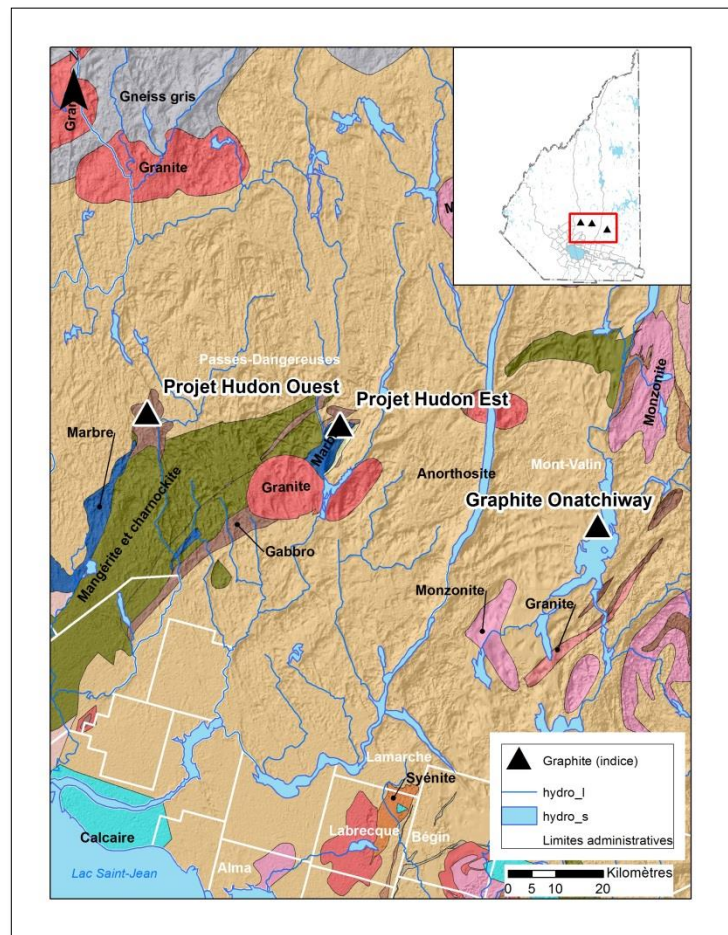 N
Gneiss gris
Gran
Granite
M
Passes-Dangereuses
Projet Hudon Ouest
Projet Hudon Est
Marbre
Marbr
Monzonite
Anorthosite
Mont-Valin
Granite
Mangérite et charnockite
Graphite Onatchiway
Gabbro
Monzonite
Granite
Lamarche
Syénite
Labrecque
Bégin
Calcaire
Alma
Lac Saint-Jean
Graphite (indice)
hydro_l
hydro_s
Limites administratives
Kilomètres
0 5 10 20